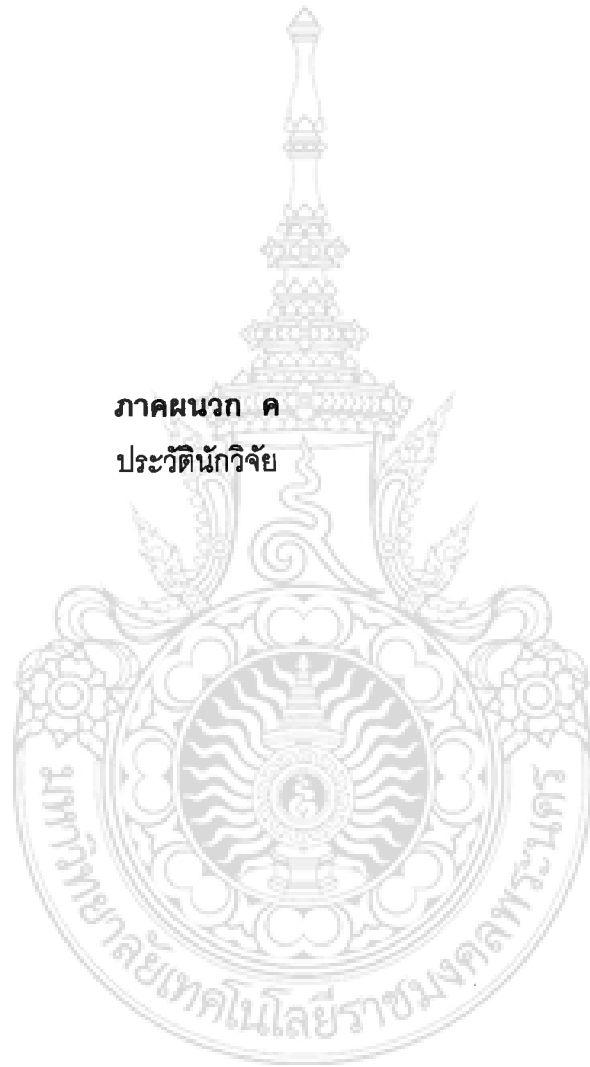 ภาคผนวก ค
ประวัตินักวิจัย
มหาวิทยาลัยเทคโนโลยีราชมงคลพระนคร